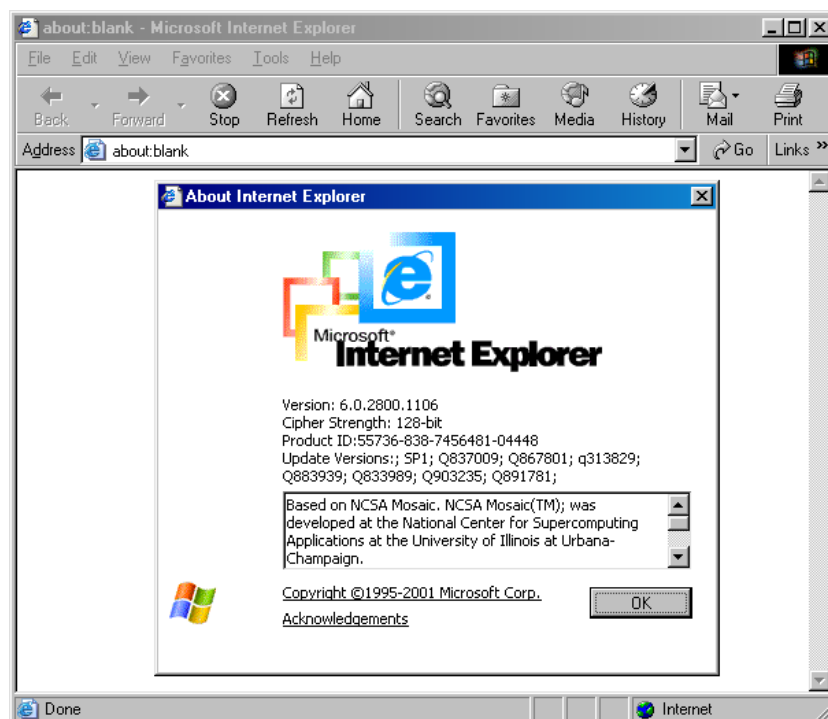 about:blank - Microsoft Internet Explorer
File Edit View Favorites Tools Help
Back Forward Stop Refresh Home Search Favorites Media History Mail Print
Address about:blank Go Links »
About Internet Explorer
Microsoft®
Internet Explorer
Version: 6.0.2800.1106
Cipher Strength: 128-bit
Product ID:55736-838-7456481-04448
Update Versions:; SP1; Q837009; Q867801; q313829;
Q883939; Q833989; Q903235; Q891781;
Based on NCSA Mosaic. NCSA Mosaic(TM); was
developed at the National Center for Supercomputing
Applications at the University of Illinois at Urbana-
Champaign.
Copyright ©1995-2001 Microsoft Corp.
OK
Acknowledgements
Done Internet